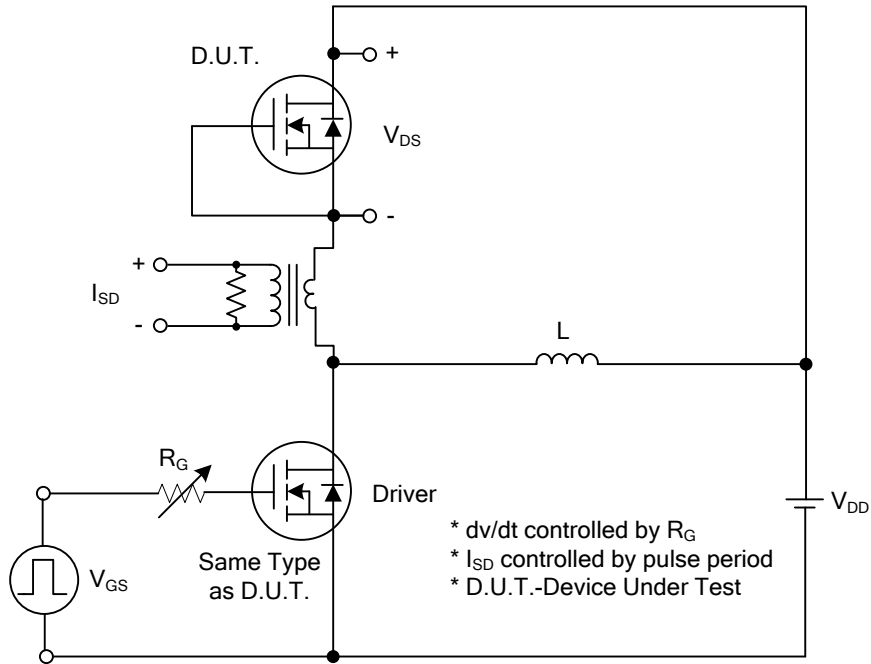 D.U.T.
+
VDS
-
+
ISD
-
L
RG
Driver
VDD
VGS
Same Type
as D.U.T.
* dv/dt controlled by RG
* ISD controlled by pulse period
* D.U.T.-Device Under Test